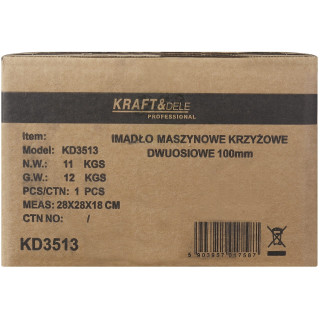 KRAFT&DELE
PROFESSIONAL
Item:
Model: KD3513
N.W.: 11 KGS
G.W.: 12 KGS
PCS/CTN: 1 PCS
MEAS: 28X28X18 CM
CTN NO.: /
IMADŁO MASZYNOWE KRZYŻOWE
DWUOSIOWE 100mm
KD3513